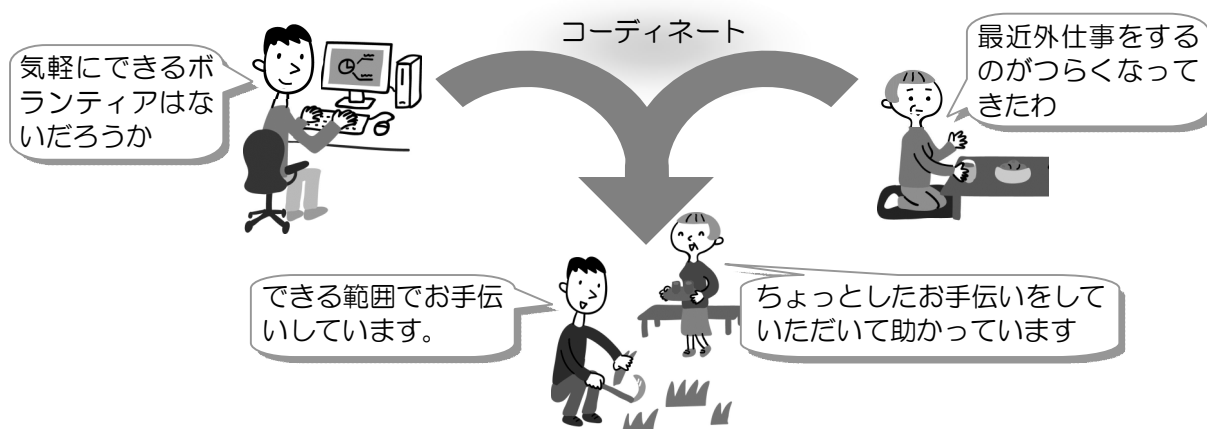 コーディネート
気軽にできるボ
ランティアはな
いだろうか
最近外仕事をする
のがつらくなって
きたわ
できる範囲でお手伝
いしています。
ちょっとしたお手伝いをして
いただいて助かっています